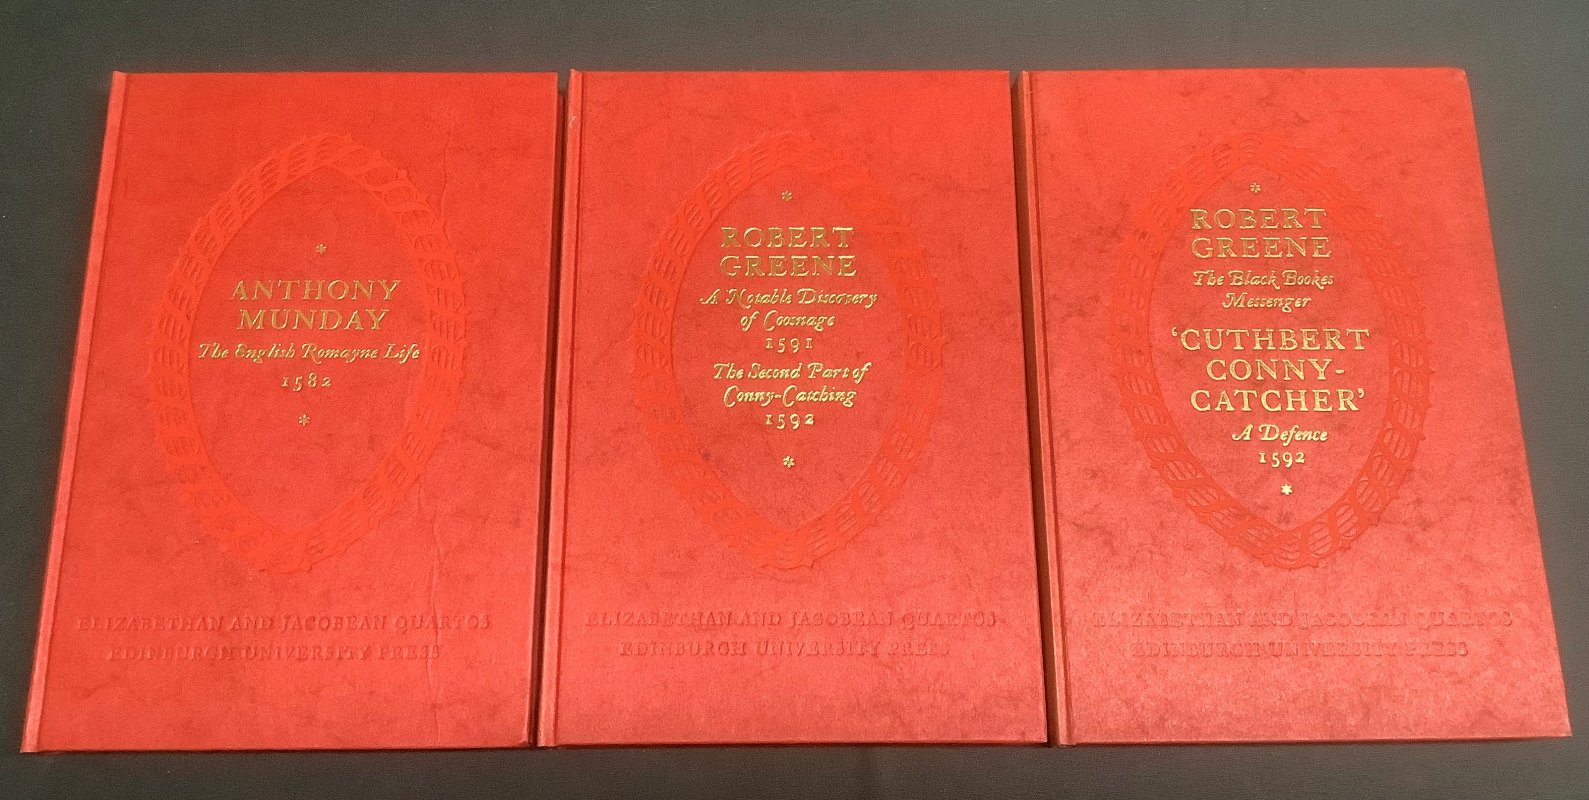 *
ANTHONY
MUNDAY
The English Romayne Life
1582
*
ELIZABETHAN AND JACOBEAN QUARTOS
EDINBURGH UNIVERSITY PRESS
*
ROBERT
GREENE
A Notable Discovery
of Coosnage
1591
The Second Part of
Conny-Catching
1592
*
ELIZABETHAN AND JACOBEAN QUARTOS
EDINBURGH UNIVERSITY PRESS
*
ROBERT
GREENE
The Black Bookes
Messenger
‘CUTHBERT
CONNY-
CATCHER’
A Defence
1592
*
ELIZABETHAN AND JACOBEAN QUARTOS
EDINBURGH UNIVERSITY PRESS